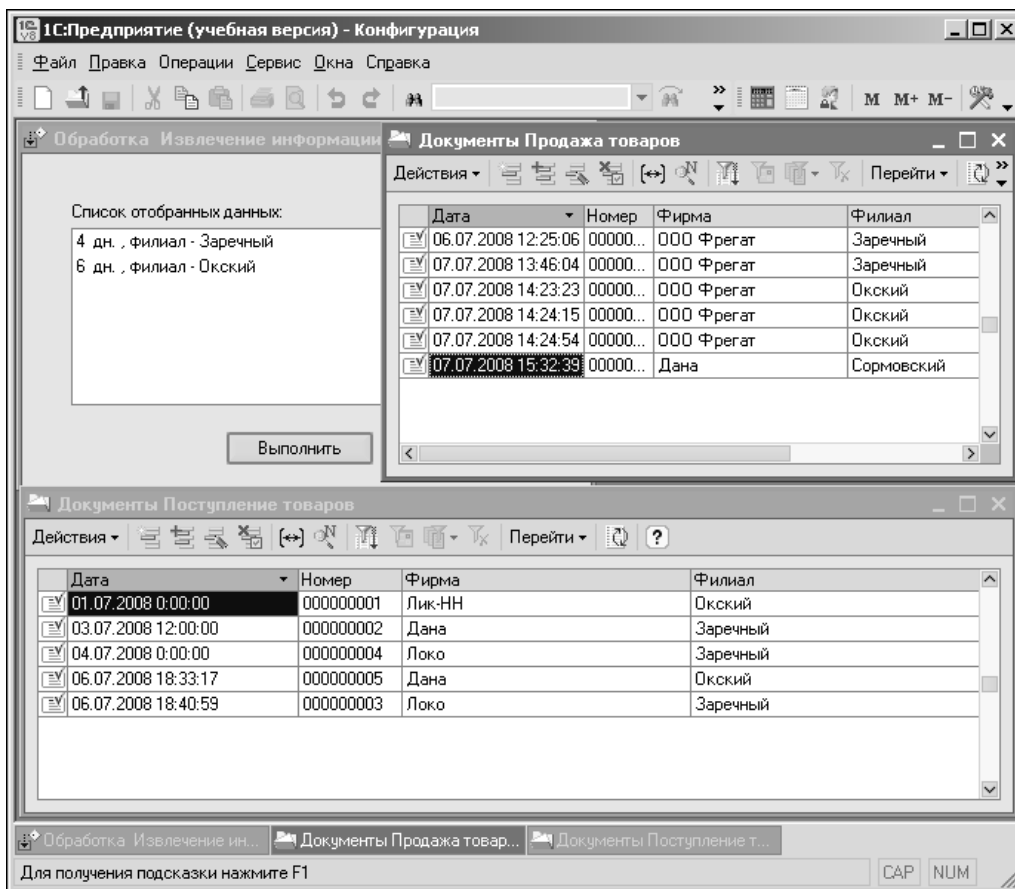 1С:Предприятие (учебная версия) - Конфигурация
Файл Правка Операции Сервис Окна Справка
M M+ M-
Обработка Извлечение информации
Список отобранных данных:
4 дн. , филиал - Заречный
6 дн. , филиал - Окский
Выполнить
Документы Продажа товаров
Действия Перейти
Дата Номер Фирма Филиал
06.07.2008 12:25:06 00000... ООО Фрегат Заречный
07.07.2008 13:46:04 00000... ООО Фрегат Заречный
07.07.2008 14:23:23 00000... ООО Фрегат Окский
07.07.2008 14:24:15 00000... ООО Фрегат Окский
07.07.2008 14:24:54 00000... ООО Фрегат Окский
07.07.2008 15:32:39 00000... Дана Сормовский
Документы Поступление товаров
Действия Перейти ?
Дата Номер Фирма Филиал
01.07.2008 0:00:00 000000001 Лик-НН Окский
03.07.2008 12:00:00 000000002 Дана Заречный
04.07.2008 0:00:00 000000004 Локо Заречный
06.07.2008 18:33:17 000000005 Дана Окский
06.07.2008 18:40:59 000000003 Локо Заречный
Обработка Извлечение ин... Документы Продажа товар... Документы Поступление т...
Для получения подсказки нажмите F1 CAP NUM